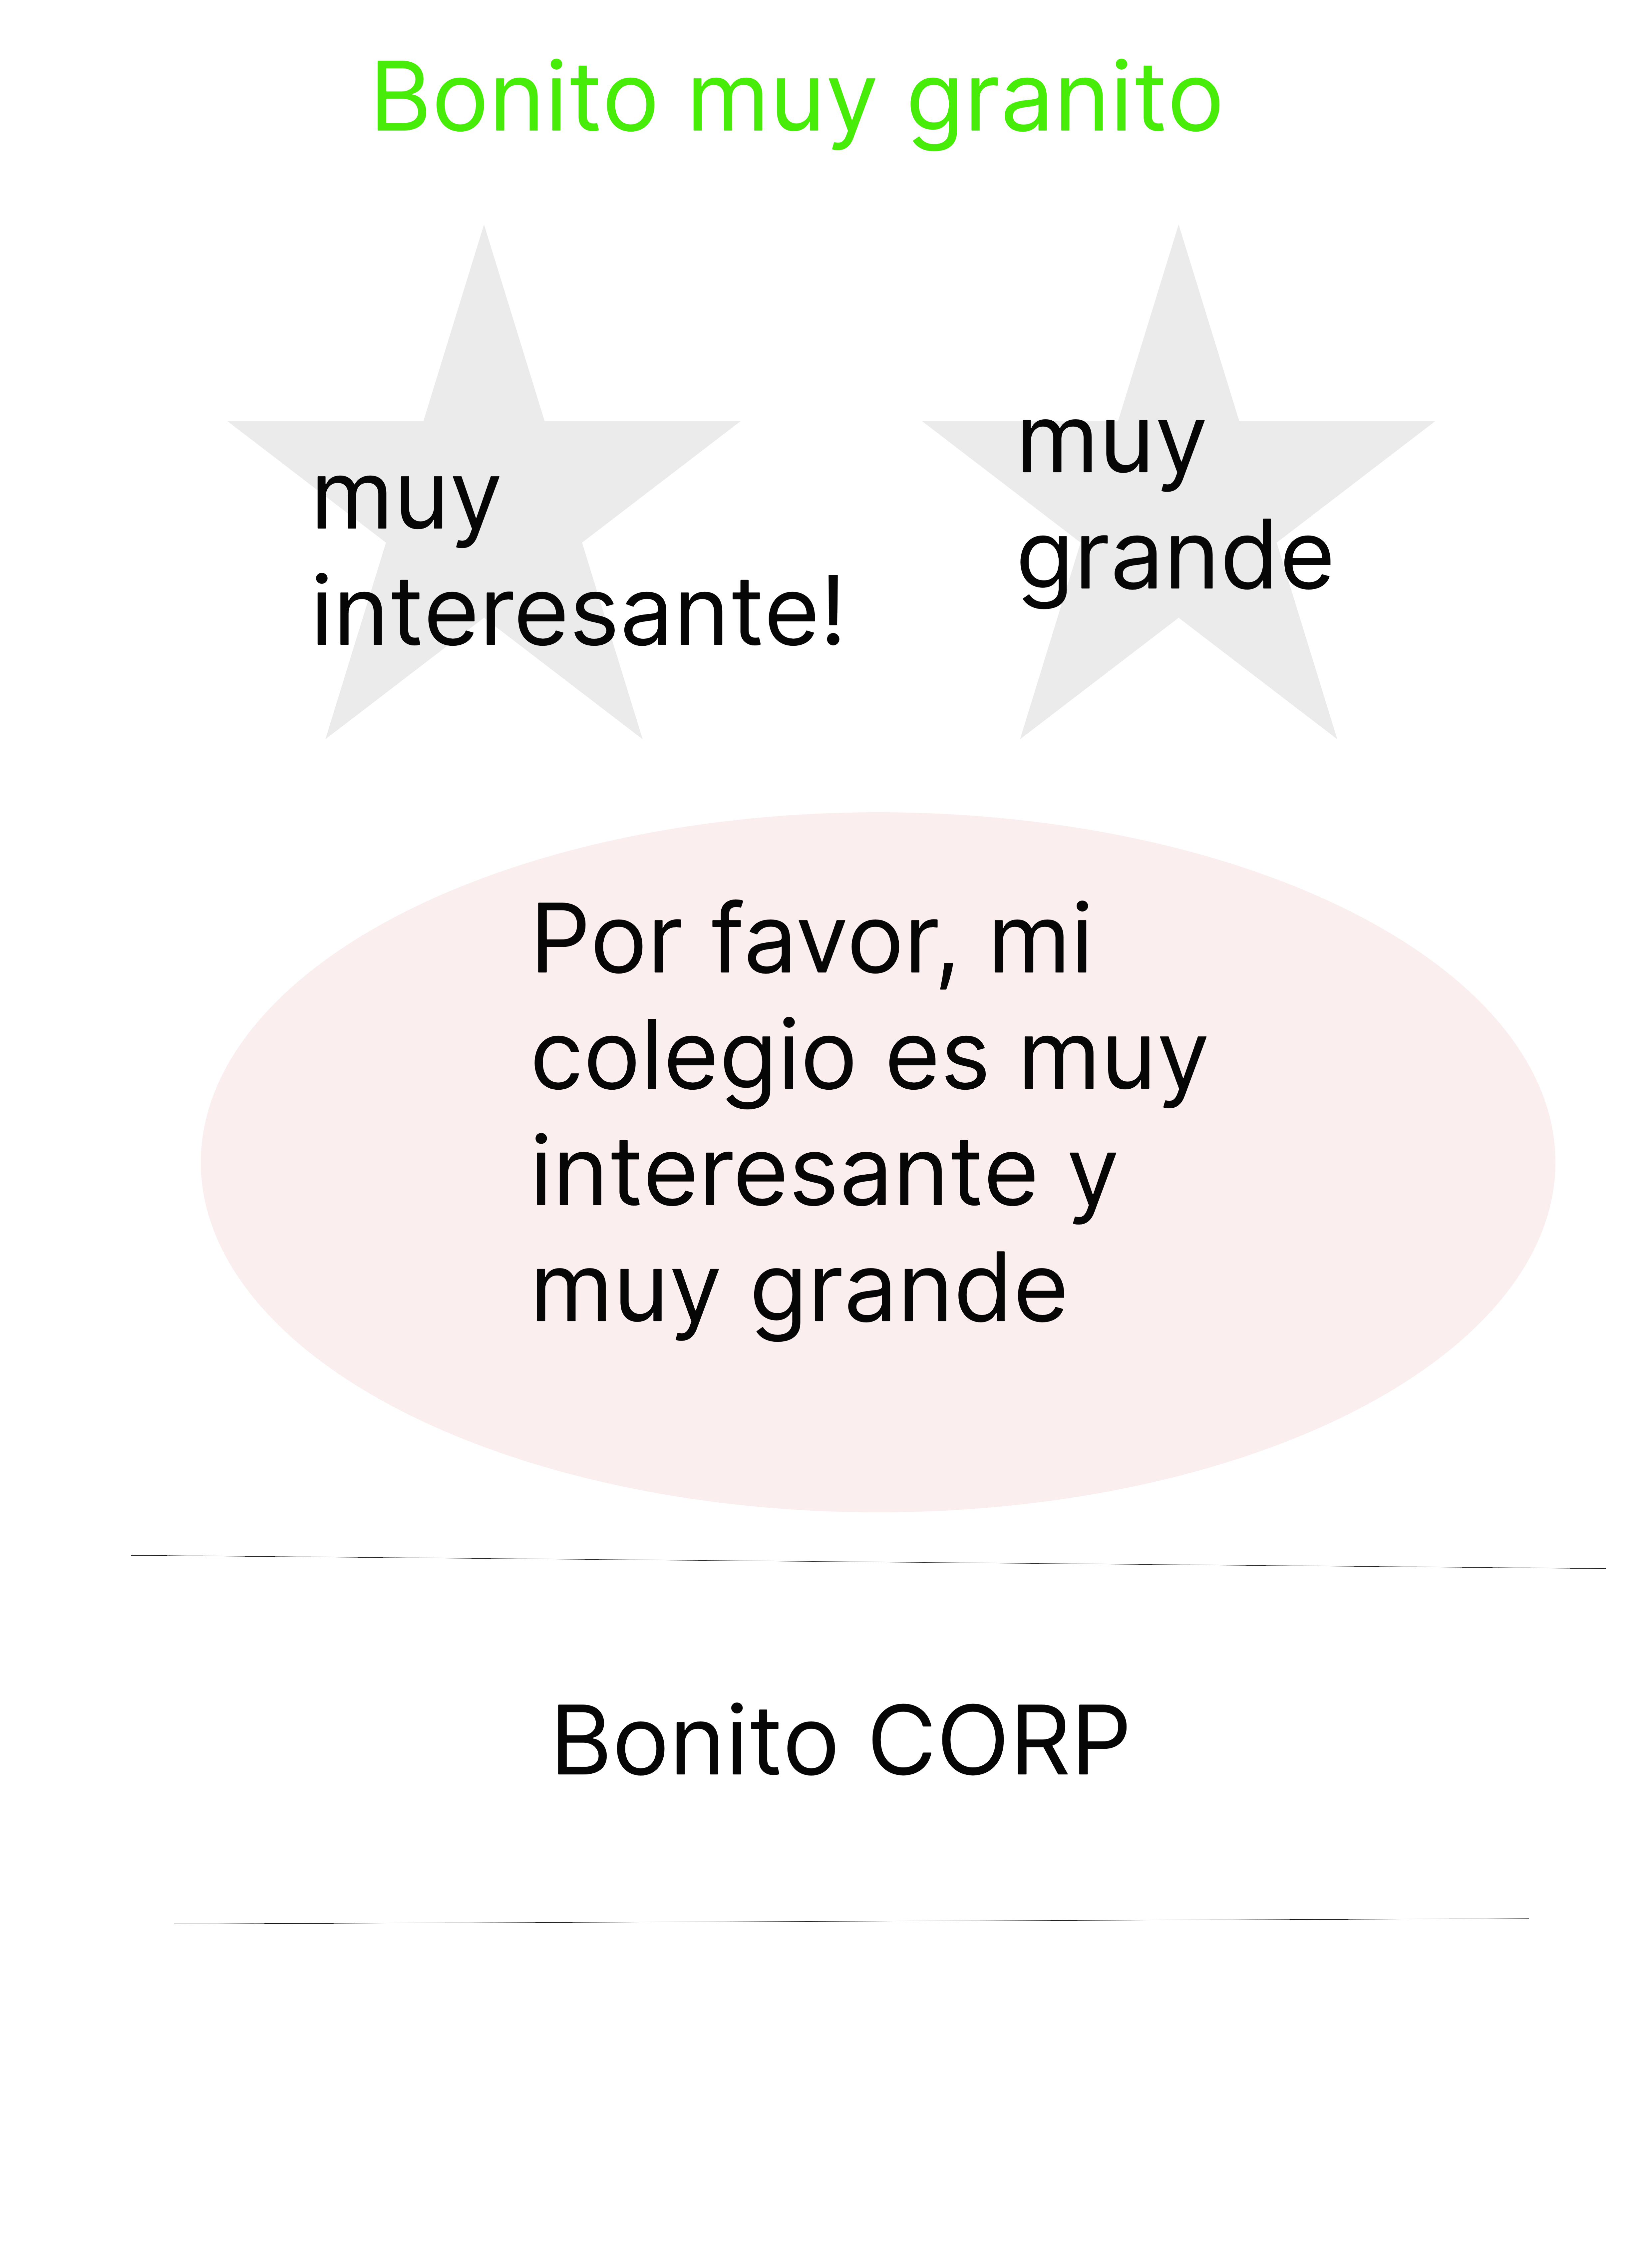 Bonito muy granito
muy
interesante!
muy
grande
Por favor, mi
colegio es muy
interesante y
muy grande
Bonito CORP